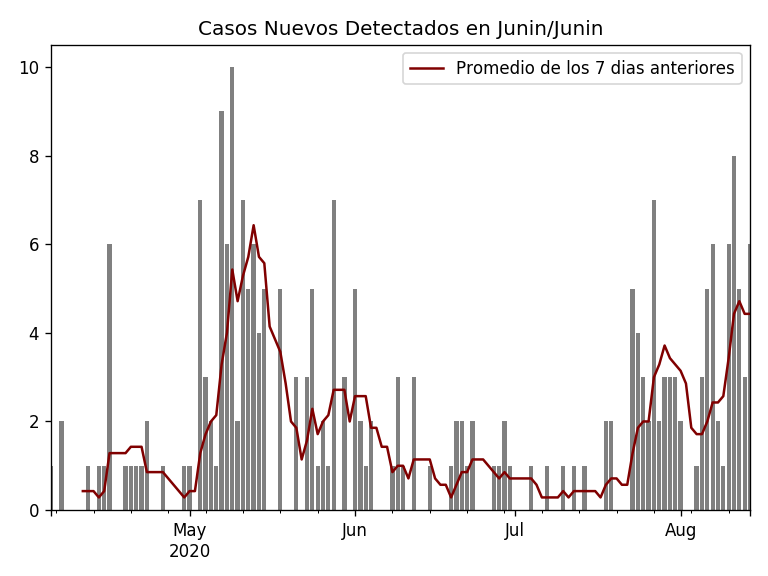 Casos Nuevos Detectados en Junin/Junin
Promedio de los 7 dias anteriores
10
8
6
4
2
0
May
2020
Jun
Jul
Aug